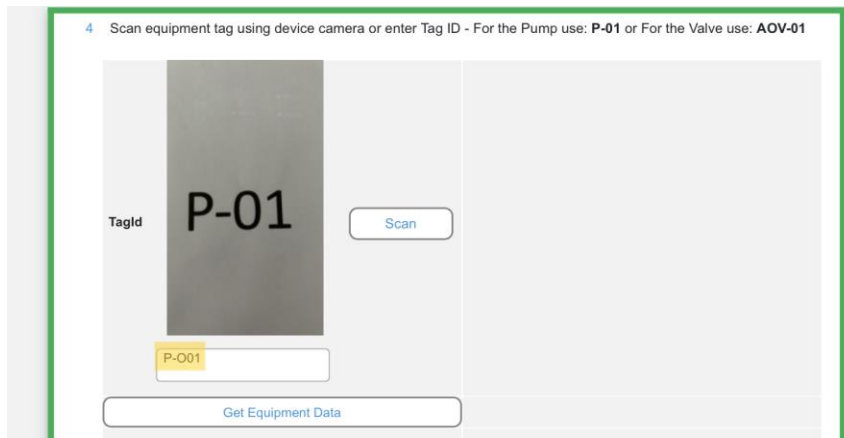 4 Scan equipment tag using device camera or enter Tag ID - For the Pump use: P-01 or For the Valve use: AOV-01
P-01
TagId
Scan
P-O01
Get Equipment Data